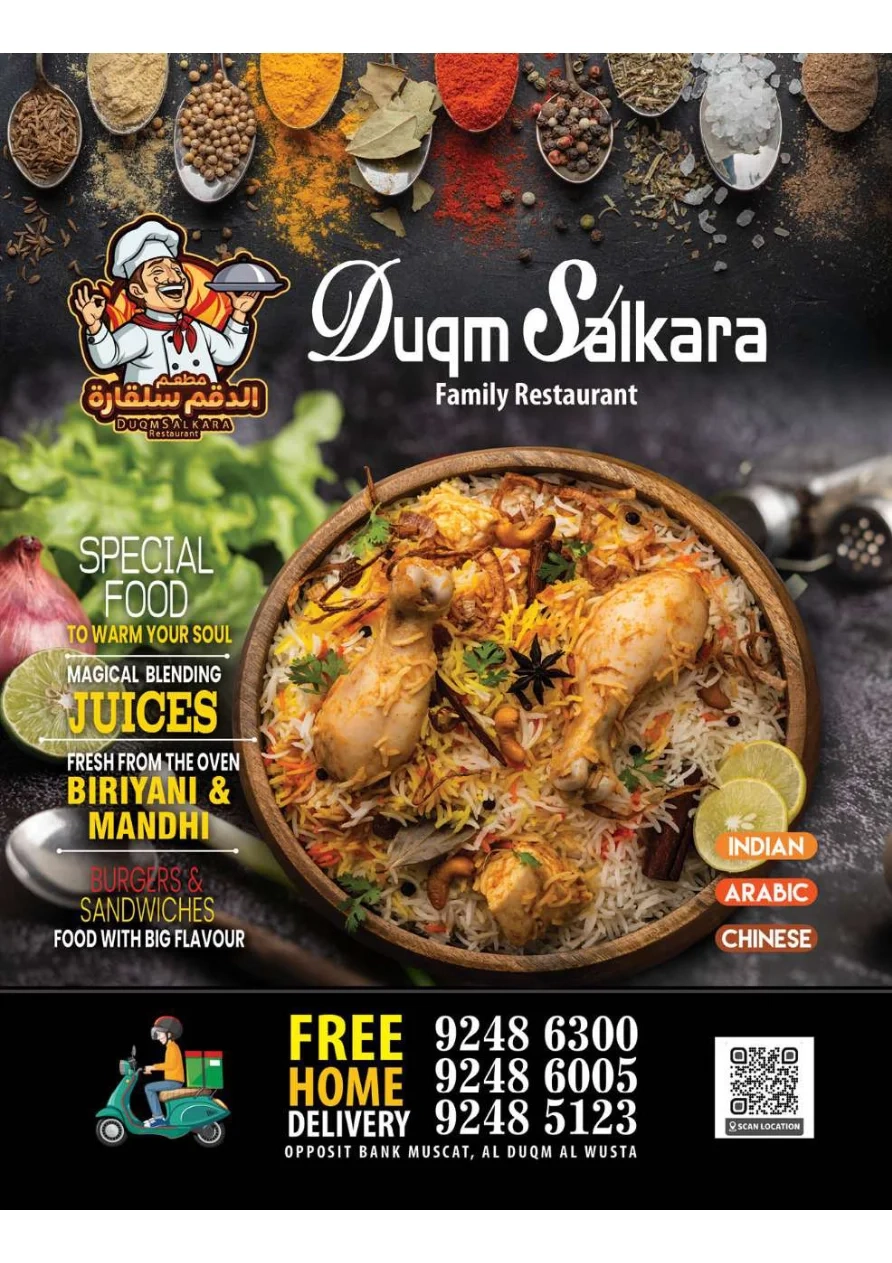 Duqm Salkara
Family Restaurant
مطعم
الدقم سلقارة
DUQMSALKARA
Restaurant
SPECIAL
FOOD
TO WARM YOUR SOUL
MAGICAL BLENDING
JUICES
FRESH FROM THE OVEN
BIRIYANI &
MANDHI
BURGERS &
SANDWICHES
FOOD WITH BIG FLAVOUR
INDIAN
ARABIC
CHINESE
FREE
HOME
DELIVERY
9248 6300
9248 6005
9248 5123
OPPOSIT BANK MUSCAT, AL DUQM AL WUSTA
SCAN LOCATION